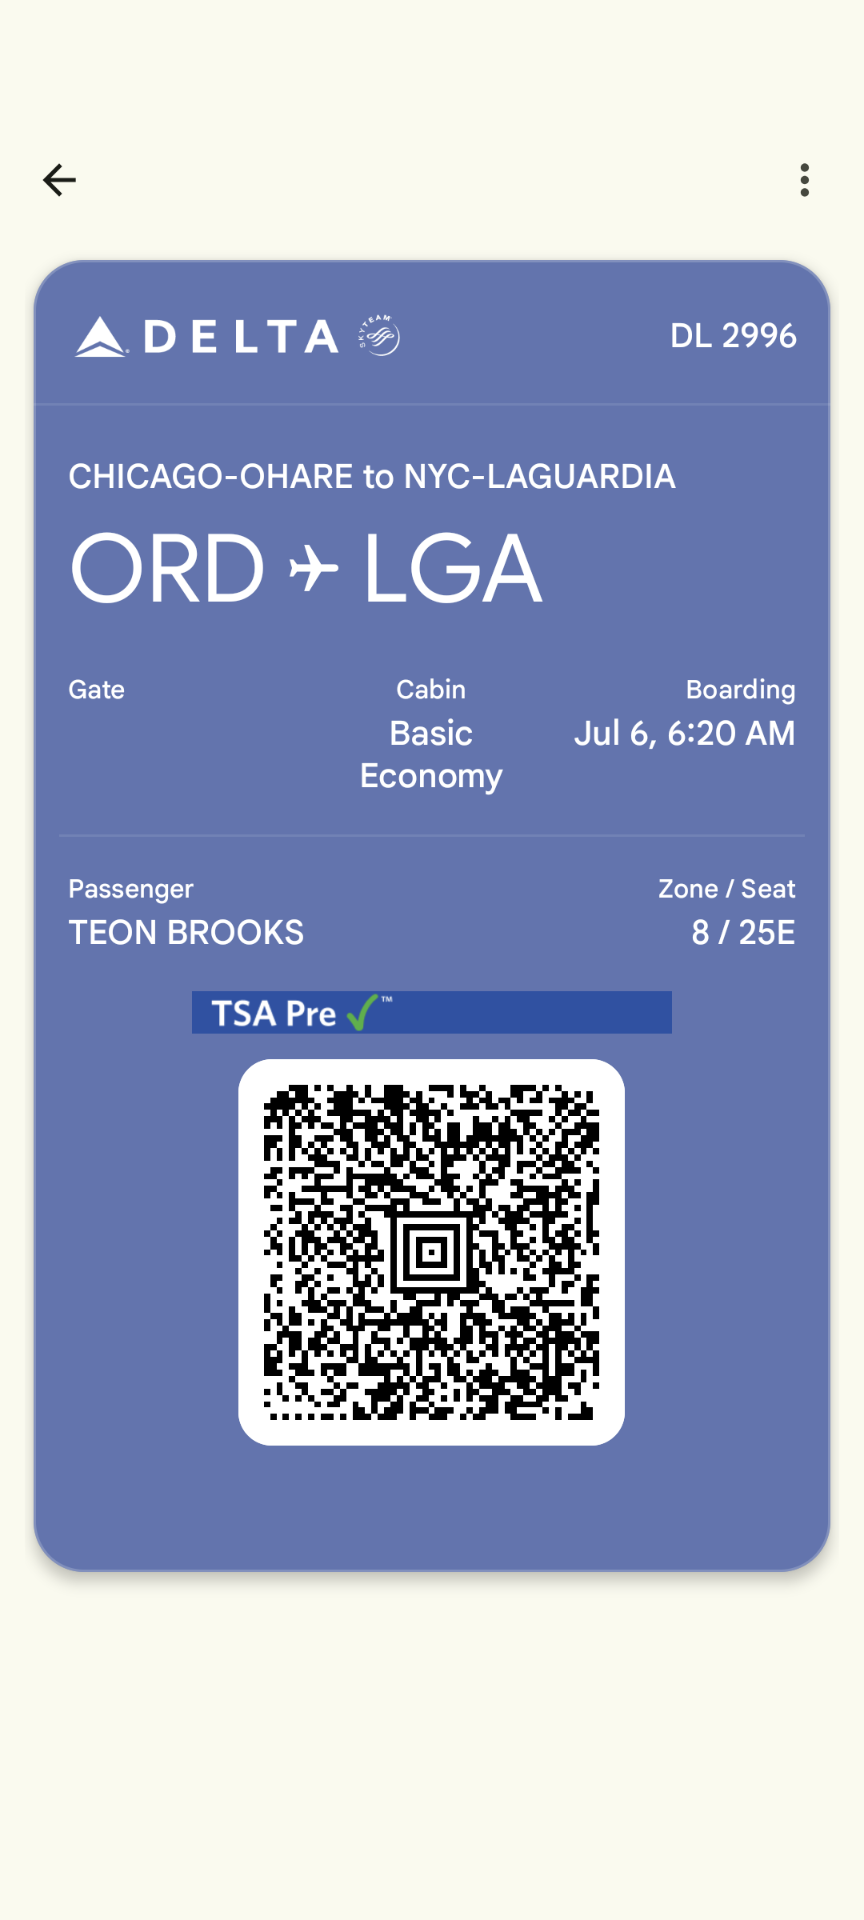 DELTA SKYTEAM DL 2996
CHICAGO-OHARE to NYC-LAGUARDIA
ORD LGA
Gate Cabin Boarding
Basic Jul 6, 6:20 AM
Economy
Passenger Zone / Seat
TEON BROOKS 8 / 25E
TSA Pre ✓™